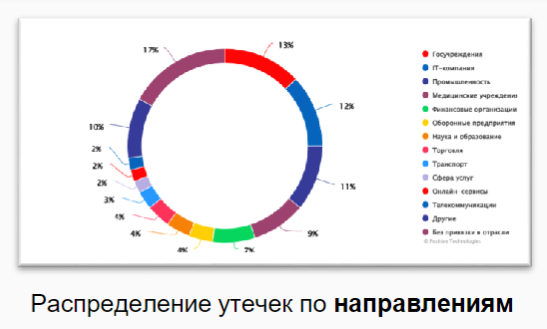 17%
13%
12%
11%
9%
7%
4%
4%
4%
3%
2%
2%
2%
10%
Госучреждения
IT-компании
Промышленность
Медицинские учреждения
Финансовые организации
Оборонные предприятия
Наука и образование
Торговля
Транспорт
Сфера услуг
Онлайн-сервисы
Телекоммуникации
Другие
Без привязки к отрасли
© Positive Technologies
Распределение утечек по направлениям